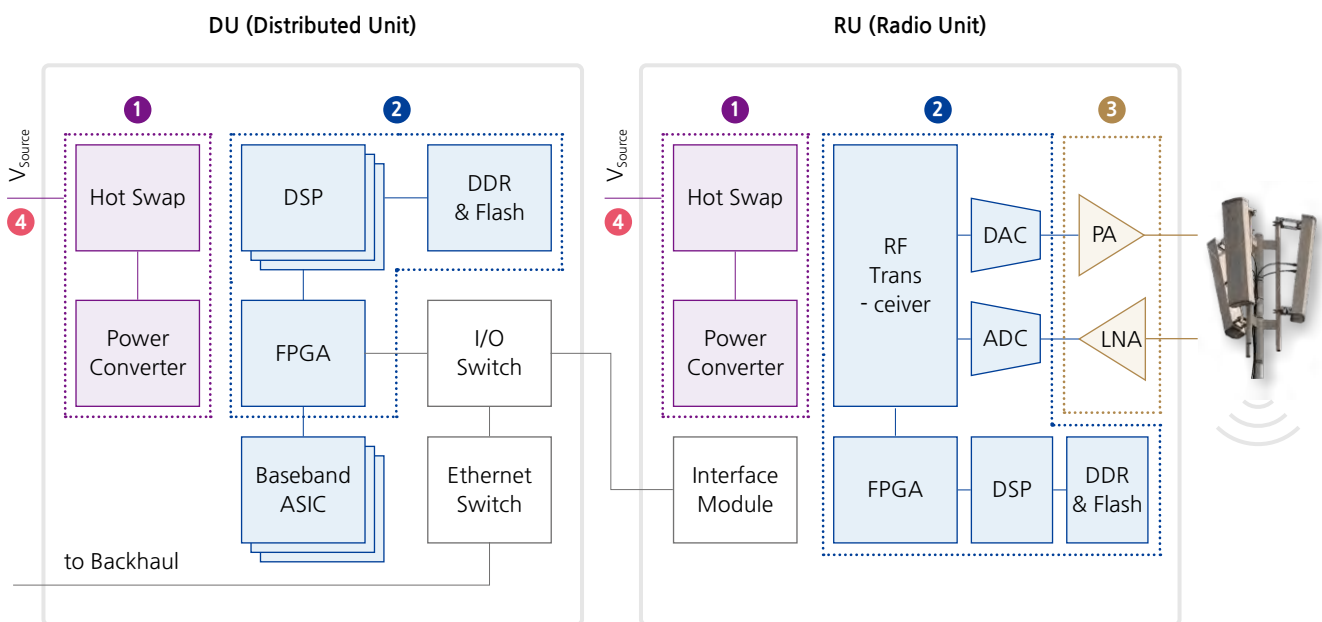 DU (Distributed Unit)
1
2
V_Source
4
Hot Swap
Power
Converter
DSP
DDR
& Flash
FPGA
I/O
Switch
Baseband
ASIC
Ethernet
Switch
to Backhaul
RU (Radio Unit)
1
2
3
V_Source
4
Hot Swap
Power
Converter
Interface
Module
RF
Trans
- ceiver
DAC
ADC
PA
LNA
FPGA
DSP
DDR
& Flash